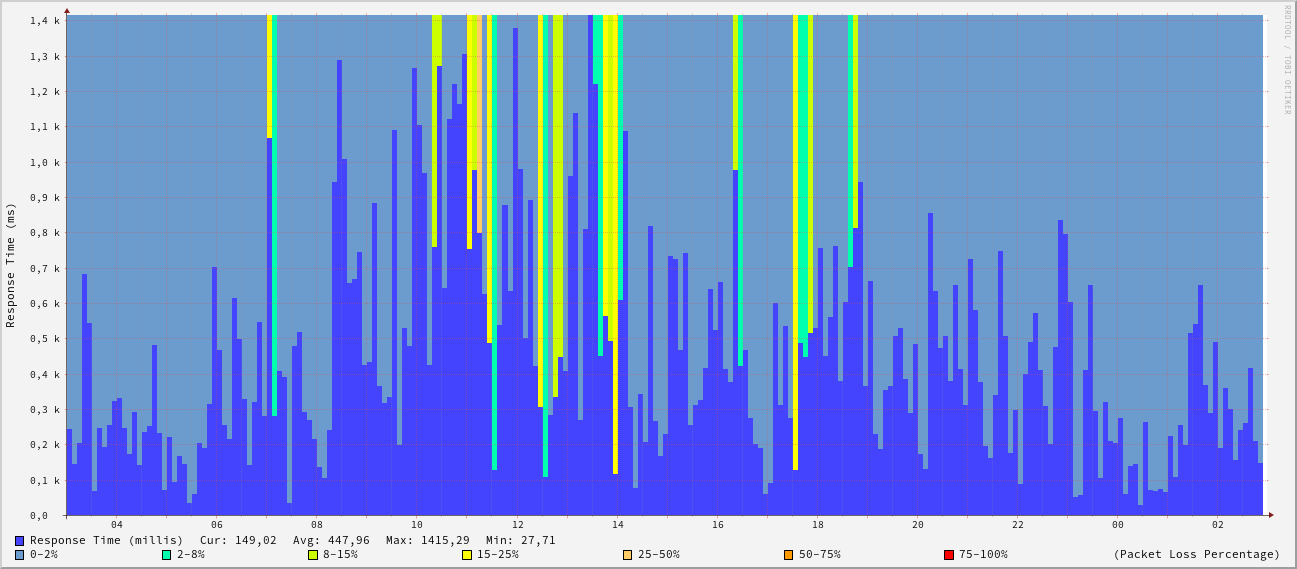 RRDTOOL / TOBI OETIKER
Response Time (ms)
1,4 k
1,3 k
1,2 k
1,1 k
1,0 k
0,9 k
0,8 k
0,7 k
0,6 k
0,5 k
0,4 k
0,3 k
0,2 k
0,1 k
0,0
04 06 08 10 12 14 16 18 20 22 00 02
Response Time (millis) Cur: 149,02 Avg: 447,96 Max: 1415,29 Min: 27,71
0-2% 2-8% 8-15% 15-25% 25-50% 50-75% 75-100% (Packet Loss Percentage)